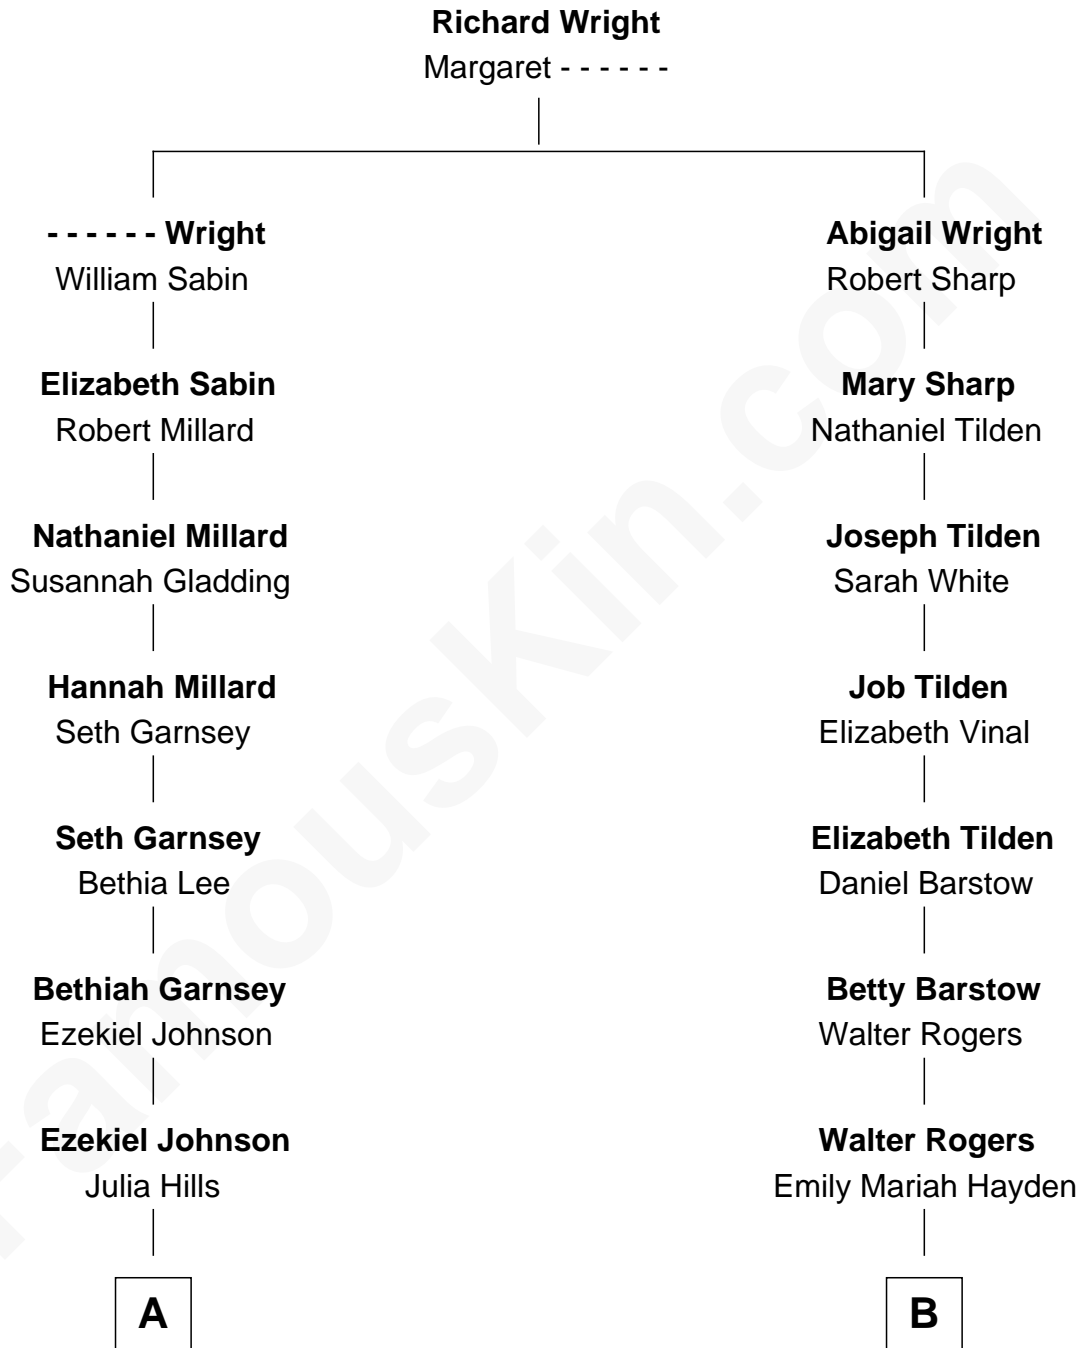 Richard Wright
Margaret - - - - - -
- - - - - - Wright
William Sabin
Elizabeth Sabin
Robert Millard
Nathaniel Millard
Susannah Gladding
Hannah Millard
Seth Garnsey
Seth Garnsey
Bethia Lee
Bethiah Garnsey
Ezekiel Johnson
Ezekiel Johnson
Julia Hills
A
Abigail Wright
Robert Sharp
Mary Sharp
Nathaniel Tilden
Joseph Tilden
Sarah White
Job Tilden
Elizabeth Vinal
Elizabeth Tilden
Daniel Barstow
Betty Barstow
Walter Rogers
Walter Rogers
Emily Mariah Hayden
B
FamousKin.com